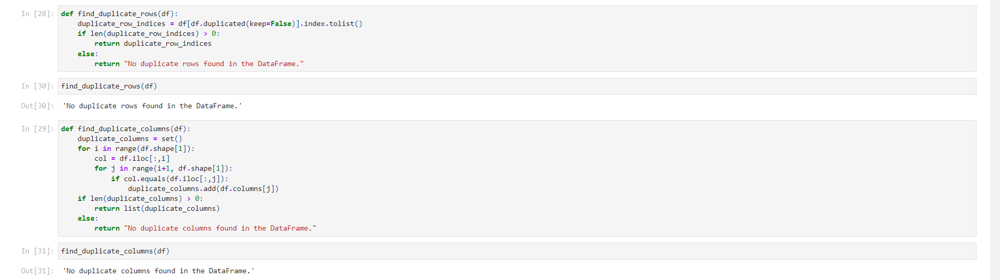 In [28]: def find_duplicate_rows(df):
    duplicate_row_indices = df[df.duplicated(keep=False)].index.tolist()
    if len(duplicate_row_indices) > 0:
        return duplicate_row_indices
    else:
        return "No duplicate rows found in the DataFrame."
In [30]: find_duplicate_rows(df)
Out[30]: 'No duplicate rows found in the DataFrame.'
In [29]: def find_duplicate_columns(df):
    duplicate_columns = set()
    for i in range(df.shape[1]):
        col = df.iloc[:,i]
        for j in range(i+1, df.shape[1]):
            if col.equals(df.iloc[:,j]):
                duplicate_columns.add(df.columns[j])
    if len(duplicate_columns) > 0:
        return list(duplicate_columns)
    else:
        return "No duplicate columns found in the DataFrame."
In [31]: find_duplicate_columns(df)
Out[31]: 'No duplicate columns found in the DataFrame.'